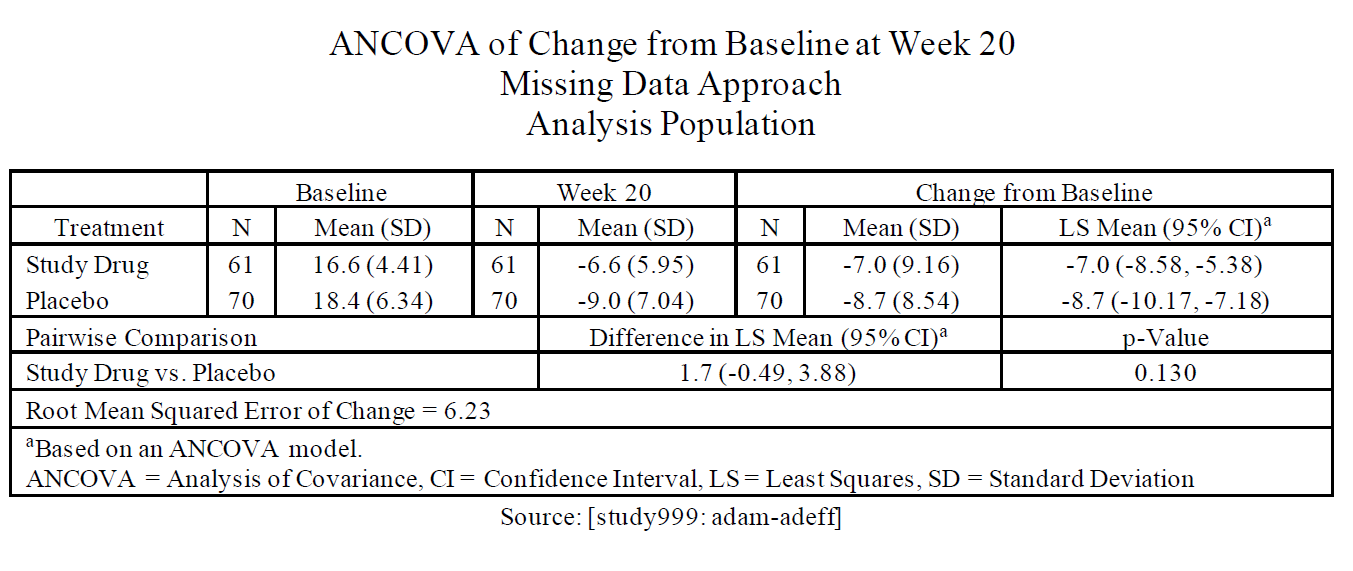 ANCOVA of Change from Baseline at Week 20
Missing Data Approach
Analysis Population
Baseline Week 20 Change from Baseline
Treatment N Mean (SD) N Mean (SD) N Mean (SD) LS Mean (95% CI)ᵃ
Study Drug 61 16.6 (4.41) 61 -6.6 (5.95) 61 -7.0 (9.16) -7.0 (-8.58, -5.38)
Placebo 70 18.4 (6.34) 70 -9.0 (7.04) 70 -8.7 (8.54) -8.7 (-10.17, -7.18)
Pairwise Comparison Difference in LS Mean (95% CI)ᵃ p-Value
Study Drug vs. Placebo 1.7 (-0.49, 3.88) 0.130
Root Mean Squared Error of Change = 6.23
ᵃBased on an ANCOVA model.
ANCOVA = Analysis of Covariance, CI = Confidence Interval, LS = Least Squares, SD = Standard Deviation
Source: [study999: adam-adeff]